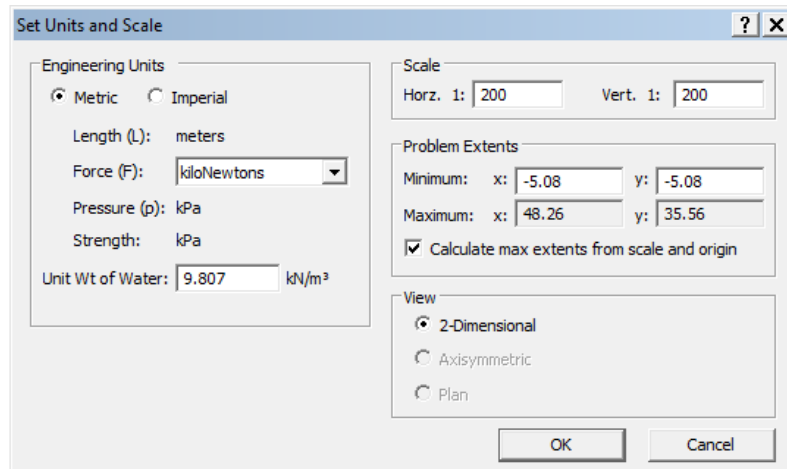 Set Units and Scale
Engineering Units
Metric Imperial
Length (L): meters
Force (F): kiloNewtons
Pressure (p): kPa
Strength: kPa
Unit Wt of Water: 9.807 kN/m³
Scale
Horz. 1: 200 Vert. 1: 200
Problem Extents
Minimum: x: -5.08 y: -5.08
Maximum: x: 48.26 y: 35.56
Calculate max extents from scale and origin
View
2-Dimensional
Axisymmetric
Plan
OK Cancel